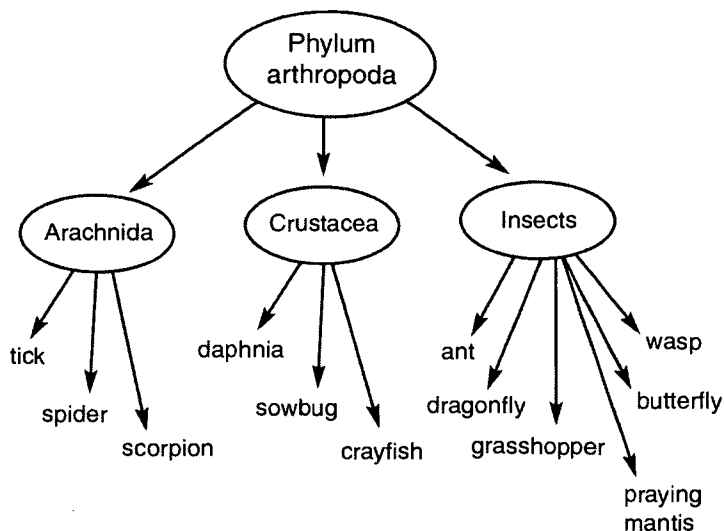 Phylum
arthropoda
Arachnida
Crustacea
Insects
tick
spider
scorpion
daphnia
sowbug
crayfish
ant
dragonfly
grasshopper
praying
mantis
butterfly
wasp